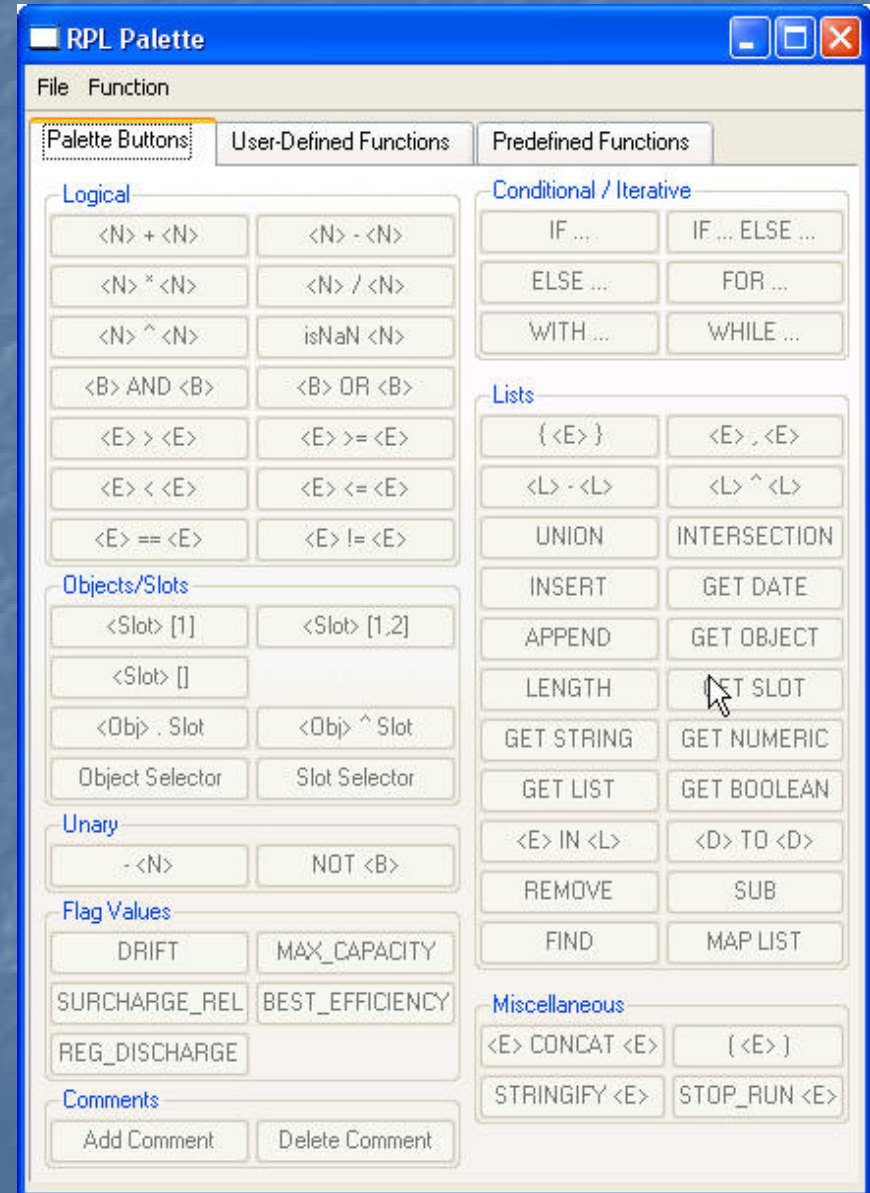 RPL Palette
File Function
Palette Buttons User-Defined Functions Predefined Functions
Logical
<N> + <N> <N> - <N>
<N> * <N> <N> / <N>
<N> ^ <N> isNaN <N>
<B> AND <B> <B> OR <B>
<E> > <E> <E> >= <E>
<E> < <E> <E> <= <E>
<E> == <E> <E> != <E>
Objects/Slots
<Slot> [1] <Slot> [1,2]
<Slot> []
<Obj> . Slot <Obj> ^ Slot
Object Selector Slot Selector
Unary
- <N> NOT <B>
Flag Values
DRIFT MAX_CAPACITY
SURCHARGE_REL BEST_EFFICIENCY
REG_DISCHARGE
Comments
Add Comment Delete Comment
Conditional / Iterative
IF ... IF ... ELSE ...
ELSE ... FOR ...
WITH ... WHILE ...
Lists
{ <E> } <E> , <E>
<L> - <L> <L> ^ <L>
UNION INTERSECTION
INSERT GET DATE
APPEND GET OBJECT
LENGTH GET SLOT
GET STRING GET NUMERIC
GET LIST GET BOOLEAN
<E> IN <L> <D> TO <D>
REMOVE SUB
FIND MAP LIST
Miscellaneous
<E> CONCAT <E> ( <E> )
STRINGIFY <E> STOP_RUN <E>